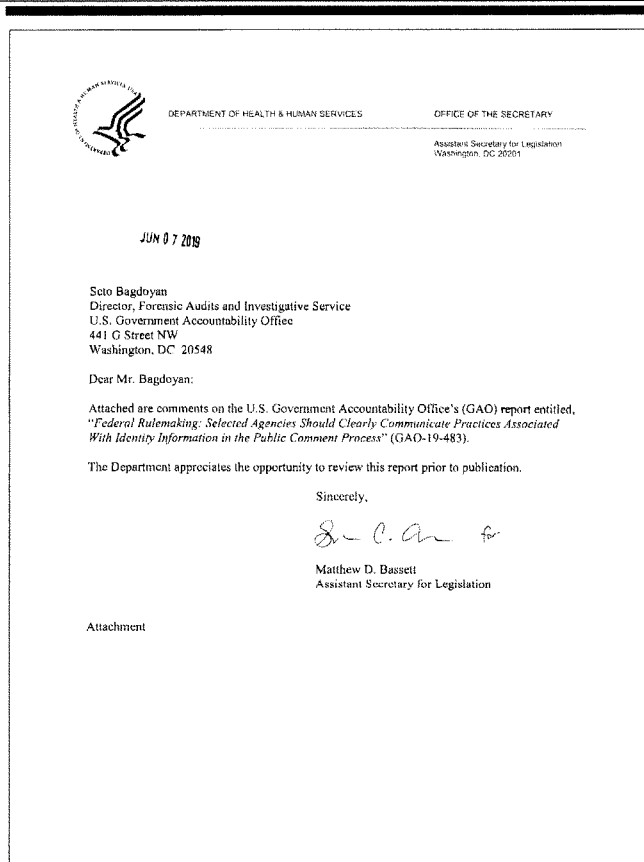 DEPARTMENT OF HEALTH & HUMAN SERVICES
OFFICE OF THE SECRETARY
Assistant Secretary for Legislation
Washington, DC 20201
JUN 07 2019
Seto Bagdoyan
Director, Forensic Audits and Investigative Service
U.S. Government Accountability Office
441 G Street NW
Washington, DC 20548
Dear Mr. Bagdoyan:
Attached are comments on the U.S. Government Accountability Office's (GAO) report entitled,
"Federal Rulemaking: Selected Agencies Should Clearly Communicate Practices Associated
With Identity Information in the Public Comment Process" (GAO-19-483).
The Department appreciates the opportunity to review this report prior to publication.
Sincerely,
for
Matthew D. Bassett
Assistant Secretary for Legislation
Attachment